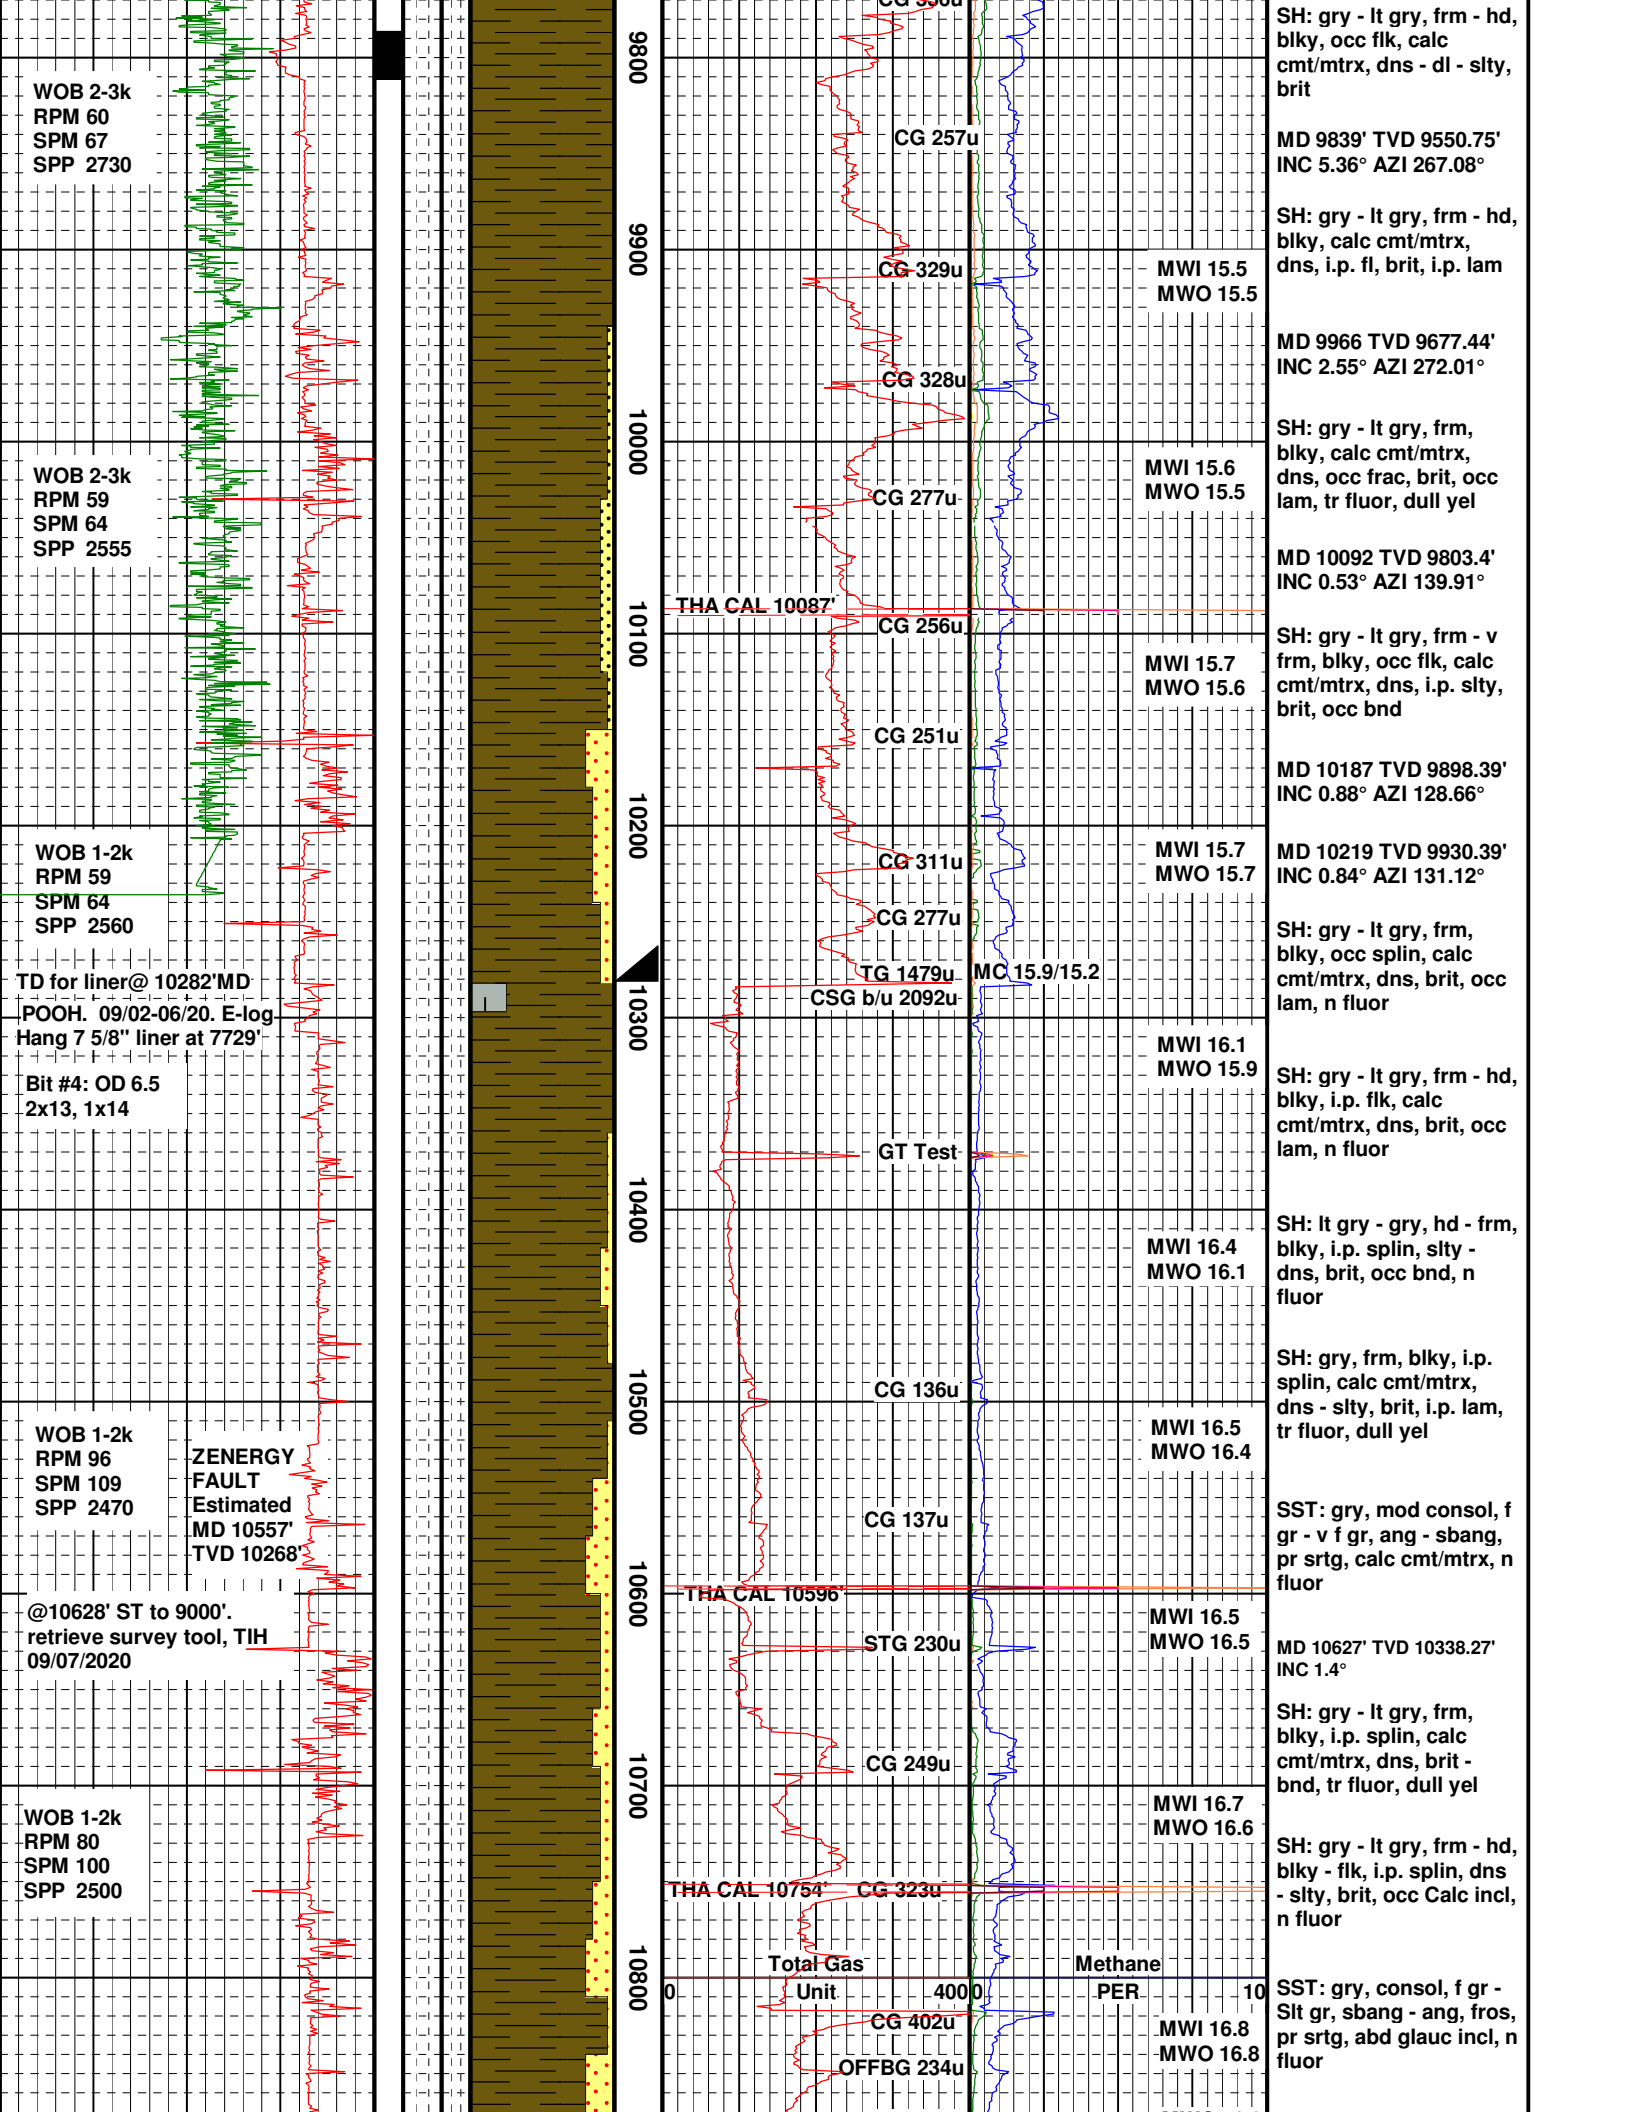 WOB 2-3k
RPM 60
SPM 67
SPP 2730
WOB 2-3k
RPM 59
SPM 64
SPP 2555
WOB 1-2k
RPM 59
SPM 64
SPP 2560
TD for liner@ 10282'MD
POOH. 09/02-06/20. E-log
Hang 7 5/8" liner at 7729'
Bit #4: OD 6.5
2x13, 1x14
WOB 1-2k
RPM 96
SPM 109
SPP 2470
ZENERGY
FAULT
Estimated
MD 10557'
TVD 10268'
@10628' ST to 9000'.
retrieve survey tool, TIH
09/07/2020
WOB 1-2k
RPM 80
SPM 100
SPP 2500
9800
9900
10000
10100
10200
10300
10400
10500
10600
10700
10800
CG 257u
CG 329u
CG 328u
CG 277u
THA CAL 10087'
CG 256u
CG 251u
CG 311u
CG 277u
TG 1479u
MC 15.9/15.2
CSG b/u 2092u
GT Test
CG 136u
CG 137u
THA CAL 10596'
STG 230u
CG 249u
THA CAL 10754'
CG 323u
Total Gas
Methane
0 Unit 400
0 PER 10
CG 402u
OFFBG 234u
MWI 15.5
MWO 15.5
MWI 15.6
MWO 15.5
MWI 15.7
MWO 15.6
MWI 15.7
MWO 15.7
MWI 16.1
MWO 15.9
MWI 16.4
MWO 16.1
MWI 16.5
MWO 16.4
MWI 16.5
MWO 16.5
MWI 16.7
MWO 16.6
MWI 16.8
MWO 16.8
SH: gry - lt gry, frm - hd,
blky, occ flk, calc
cmt/mtrx, dns - dl - slty,
brit
MD 9839' TVD 9550.75'
INC 5.36° AZI 267.08°
SH: gry - lt gry, frm - hd,
blky, calc cmt/mtrx,
dns, i.p. fl, brit, i.p. lam
MD 9966 TVD 9677.44'
INC 2.55° AZI 272.01°
SH: gry - lt gry, frm,
blky, calc cmt/mtrx,
dns, occ frac, brit, occ
lam, tr fluor, dull yel
MD 10092 TVD 9803.4'
INC 0.53° AZI 139.91°
SH: gry - lt gry, frm - v
frm, blky, occ flk, calc
cmt/mtrx, dns, i.p. slty,
brit, occ bnd
MD 10187 TVD 9898.39'
INC 0.88° AZI 128.66°
MD 10219 TVD 9930.39'
INC 0.84° AZI 131.12°
SH: gry - lt gry, frm,
blky, occ splin, calc
cmt/mtrx, dns, brit, occ
lam, n fluor
SH: gry - lt gry, frm - hd,
blky, i.p. flk, calc
cmt/mtrx, dns, brit, occ
lam, n fluor
SH: lt gry - gry, hd - frm,
blky, i.p. splin, slty -
dns, brit, occ bnd, n
fluor
SH: gry, frm, blky, i.p.
splin, calc cmt/mtrx,
dns - slty, brit, i.p. lam,
tr fluor, dull yel
SST: gry, mod consol, f
gr - v f gr, ang - sbang,
pr srtg, calc cmt/mtrx, n
fluor
MD 10627' TVD 10338.27'
INC 1.4°
SH: gry - lt gry, frm,
blky, i.p. splin, calc
cmt/mtrx, dns, brit -
bnd, tr fluor, dull yel
SH: gry - lt gry, frm - hd,
blky - flk, i.p. splin, dns
- slty, brit, occ Calc incl,
n fluor
SST: gry, consol, f gr -
Slt gr, sbang - ang, fros,
pr srtg, abd glauc incl, n
fluor